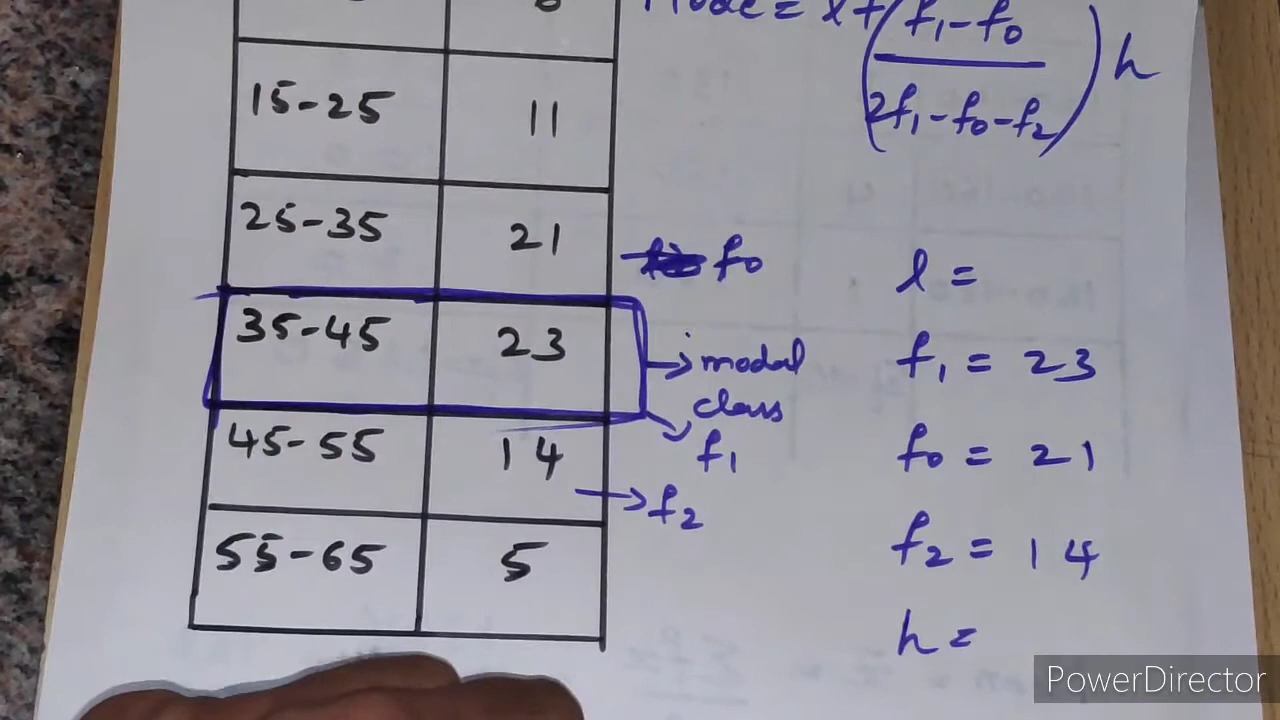 6
Mode = l + (f1-f0
2f1-f0-f2) h
15-25 11
25-35 21 f0
35-45 23 → modal
class
f1
45-55 14 → f2
55-65 5
l =
f1 = 23
f0 = 21
f2 = 14
h =
PowerDirector